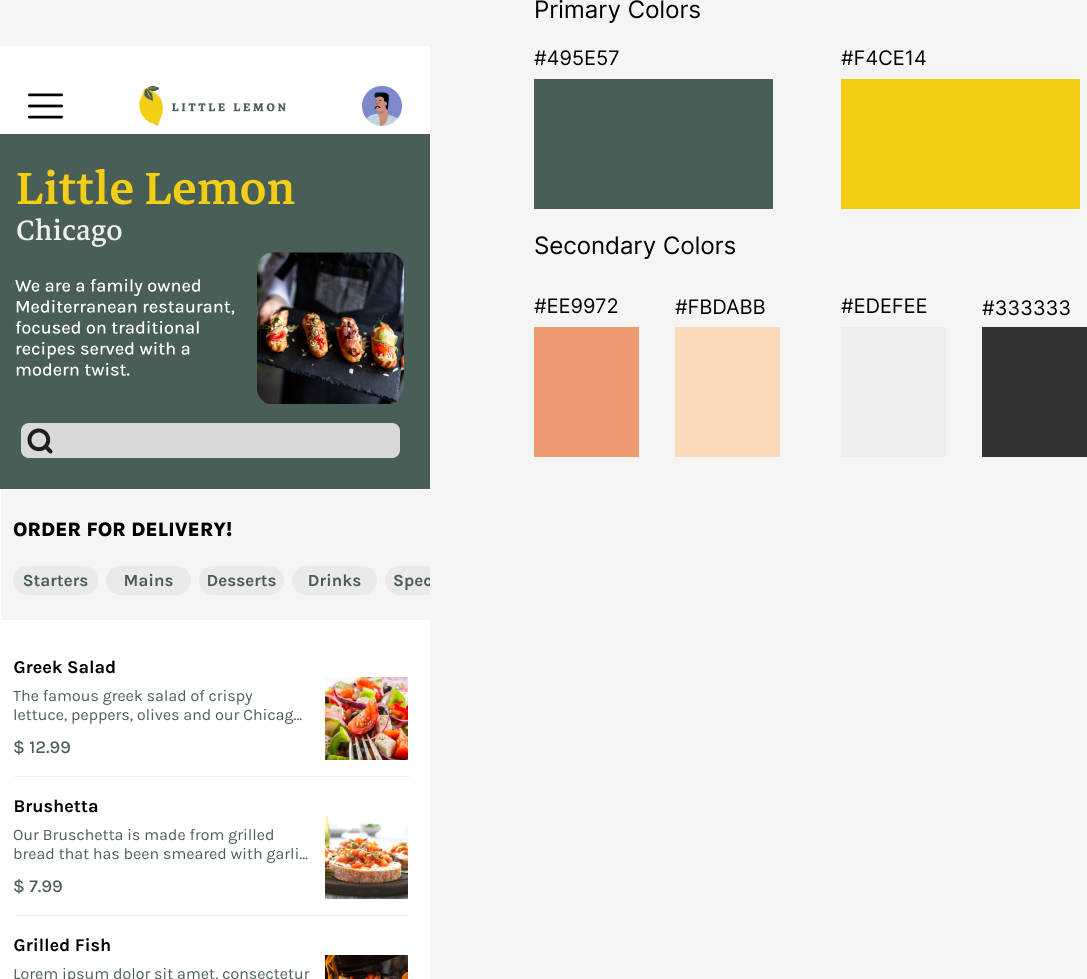 Primary Colors
#495E57
#F4CE14
LITTLE LEMON
Little Lemon
Chicago
We are a family owned
Mediterranean restaurant,
focused on traditional
recipes served with a
modern twist.
Secondary Colors
#EE9972
#FBDABB
#EDEFEE
#333333
ORDER FOR DELIVERY!
Starters
Mains
Desserts
Drinks
Spec
Greek Salad
The famous greek salad of crispy
lettuce, peppers, olives and our Chicag...
$ 12.99
Brushetta
Our Bruschetta is made from grilled
bread that has been smeared with garli...
$ 7.99
Grilled Fish
Lorem ipsum dolor sit amet, consectetur